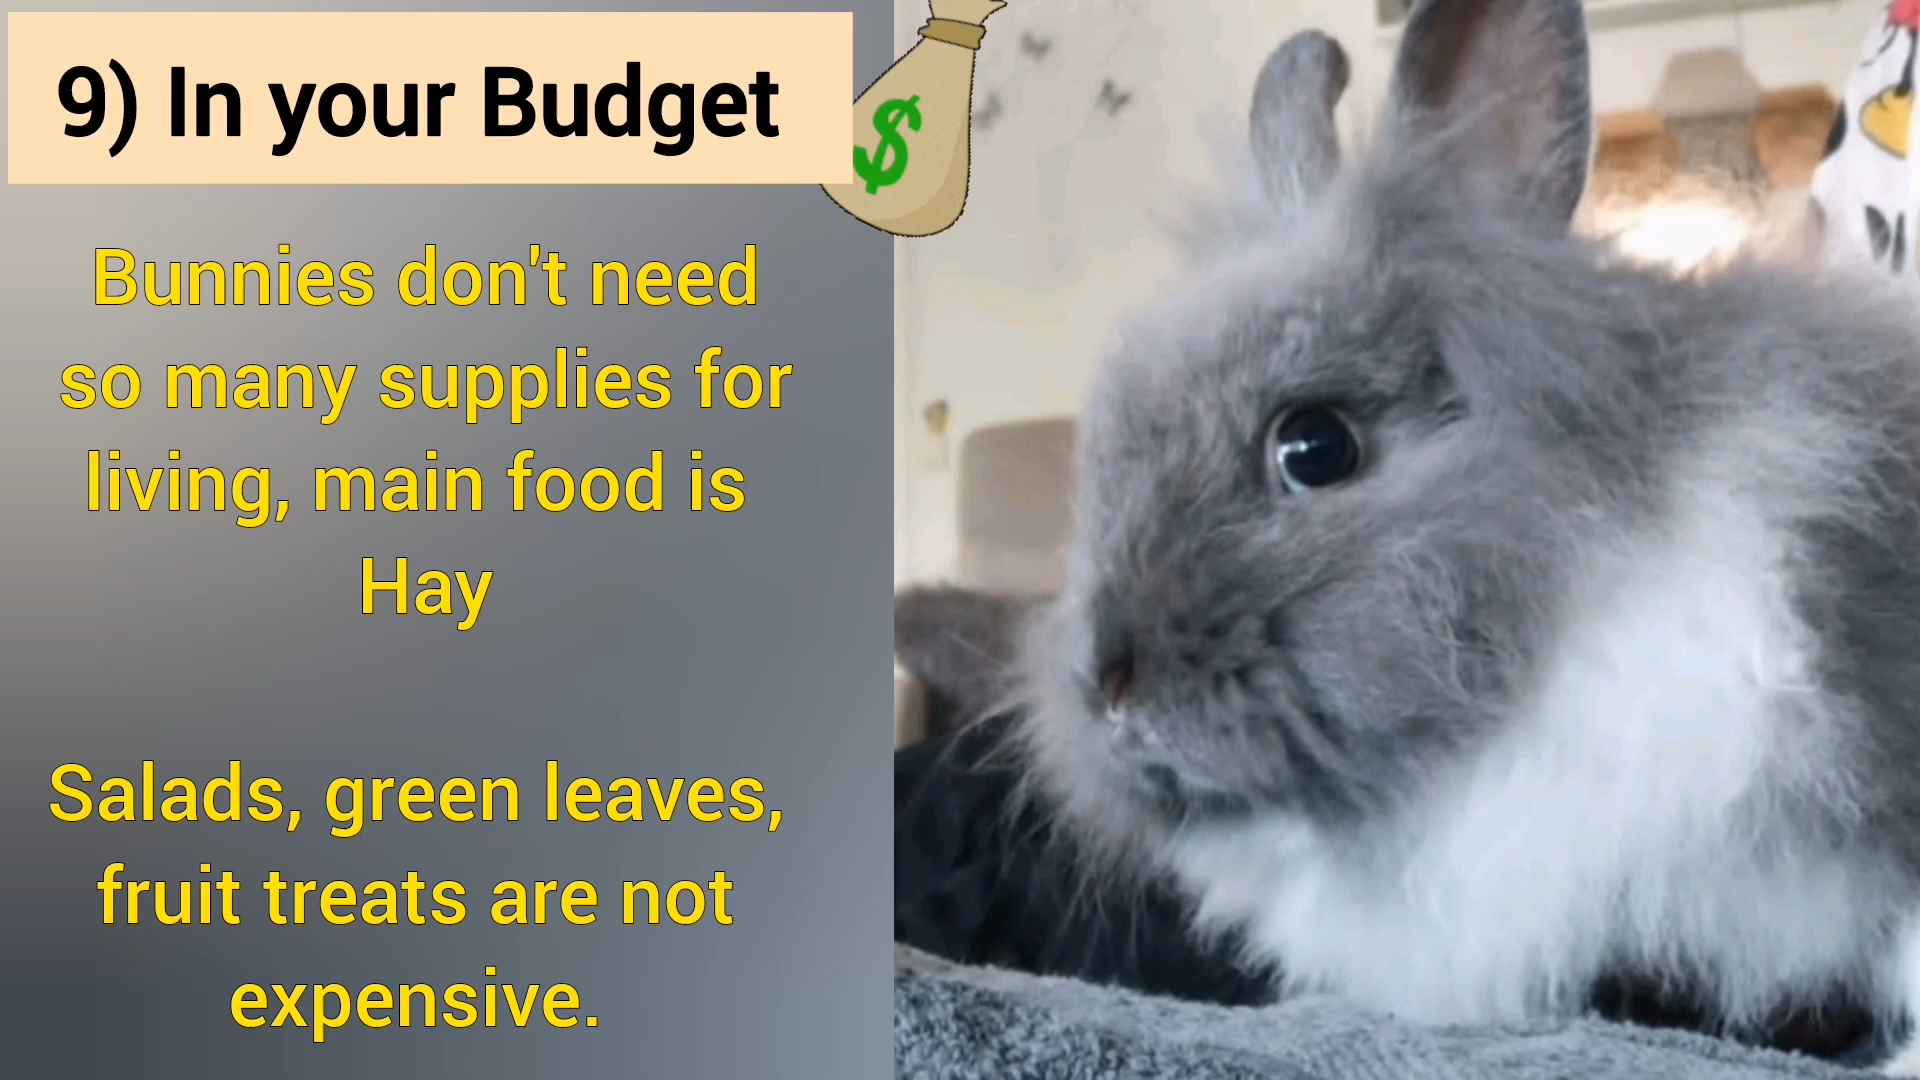 9) In your Budget
$
Bunnies don't need
so many supplies for
living, main food is
Hay
Salads, green leaves,
fruit treats are not
expensive.